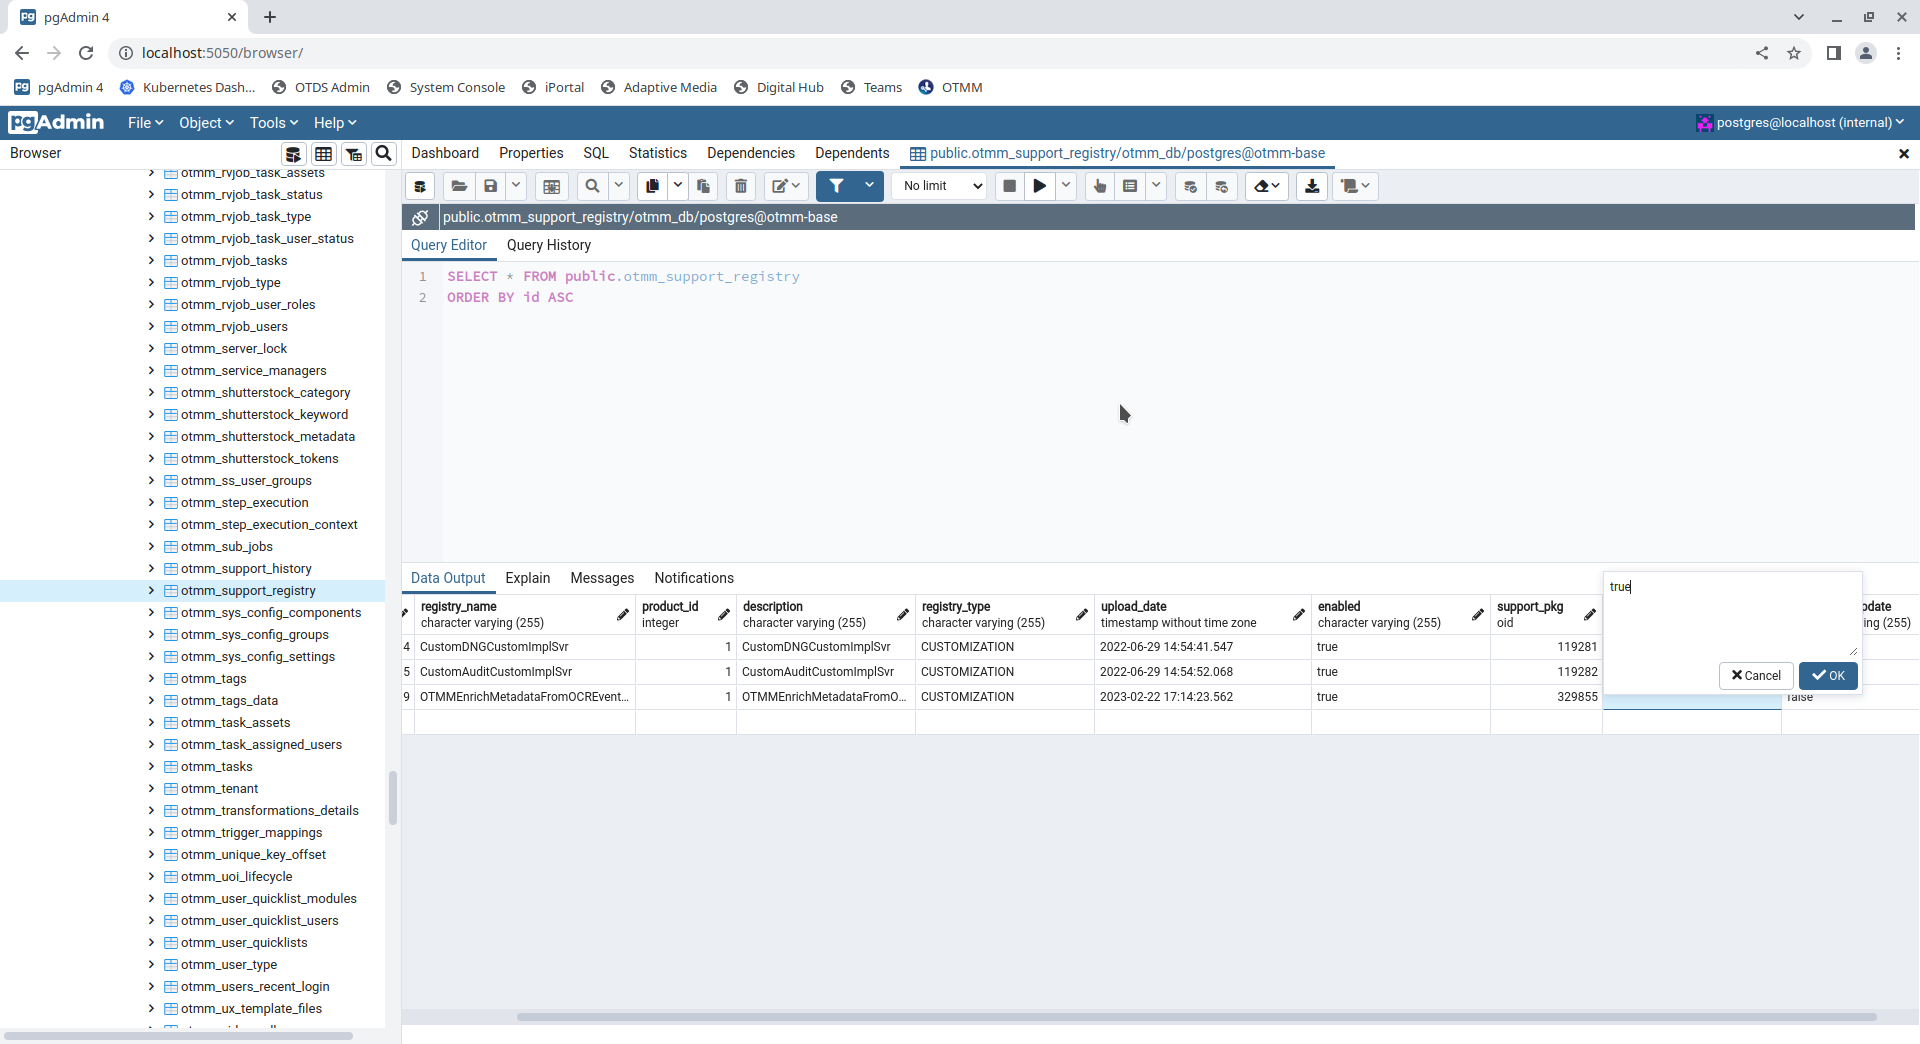 pgAdmin 4
localhost:5050/browser/
pgAdmin 4 Kubernetes Dash... OTDS Admin System Console iPortal Adaptive Media Digital Hub Teams OTMM
pgAdmin File Object Tools Help postgres@localhost (internal)
Browser
Dashboard Properties SQL Statistics Dependencies Dependents public.otmm_support_registry/otmm_db/postgres@otmm-base
No limit
public.otmm_support_registry/otmm_db/postgres@otmm-base
Query Editor Query History
1 SELECT * FROM public.otmm_support_registry
2 ORDER BY id ASC
otmm_rvjob_task_assets
otmm_rvjob_task_status
otmm_rvjob_task_type
otmm_rvjob_task_user_status
otmm_rvjob_tasks
otmm_rvjob_type
otmm_rvjob_user_roles
otmm_rvjob_users
otmm_server_lock
otmm_service_managers
otmm_shutterstock_category
otmm_shutterstock_keyword
otmm_shutterstock_metadata
otmm_shutterstock_tokens
otmm_ss_user_groups
otmm_step_execution
otmm_step_execution_context
otmm_sub_jobs
otmm_support_history
otmm_support_registry
otmm_sys_config_components
otmm_sys_config_groups
otmm_sys_config_settings
otmm_tags
otmm_tags_data
otmm_task_assets
otmm_task_assigned_users
otmm_tasks
otmm_tenant
otmm_transformations_details
otmm_trigger_mappings
otmm_unique_key_offset
otmm_uoi_lifecycle
otmm_user_quicklist_modules
otmm_user_quicklist_users
otmm_user_quicklists
otmm_user_type
otmm_users_recent_login
otmm_ux_template_files
Data Output Explain Messages Notifications
true
registry_name product_id description registry_type upload_date enabled support_pkg
character varying (255) integer character varying (255) character varying (255) timestamp without time zone character varying (255) oid
4 CustomDNGCustomImplSvr 1 CustomDNGCustomImplSvr CUSTOMIZATION 2022-06-29 14:54:41.547 true 119281
5 CustomAuditCustomImplSvr 1 CustomAuditCustomImplSvr CUSTOMIZATION 2022-06-29 14:54:52.068 true 119282
Cancel OK
9 OTMMEnrichMetadataFromOCREvent... 1 OTMMEnrichMetadataFromO... CUSTOMIZATION 2023-02-22 17:14:23.562 true 329855 false